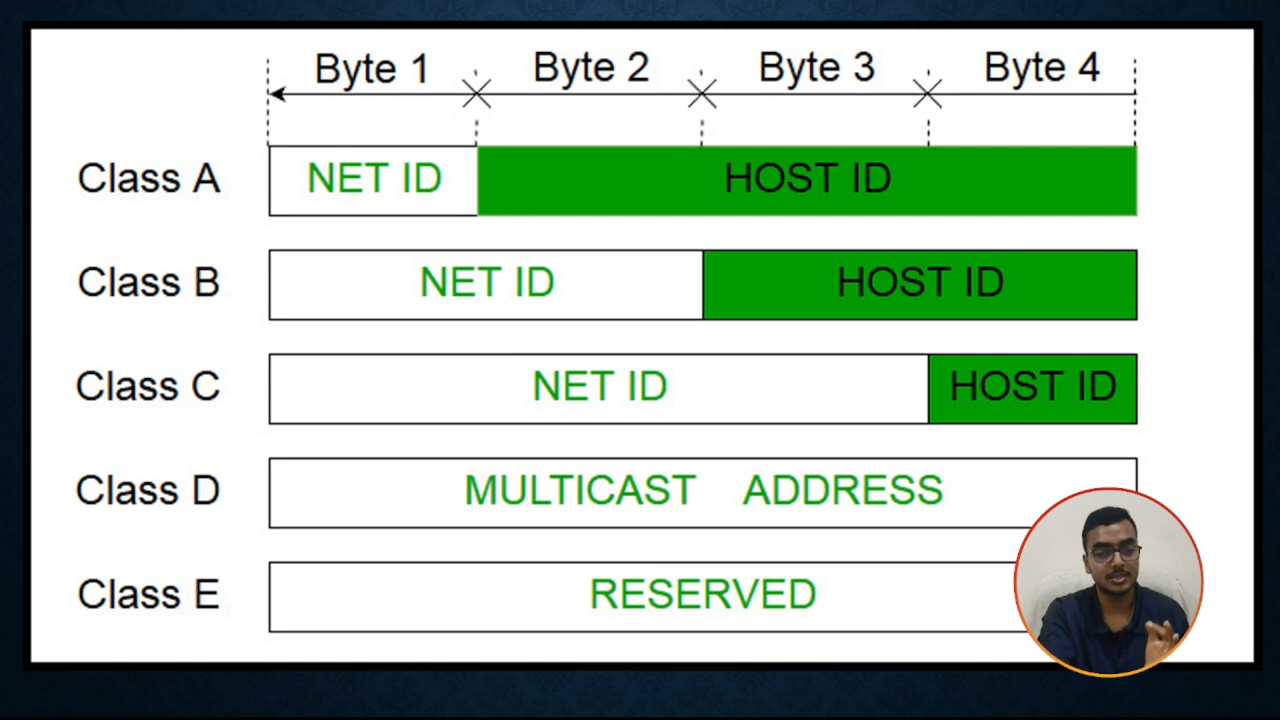 Byte 1 Byte 2 Byte 3 Byte 4
Class A NET ID HOST ID
Class B NET ID HOST ID
Class C NET ID HOST ID
Class D MULTICAST ADDRESS
Class E RESERVED